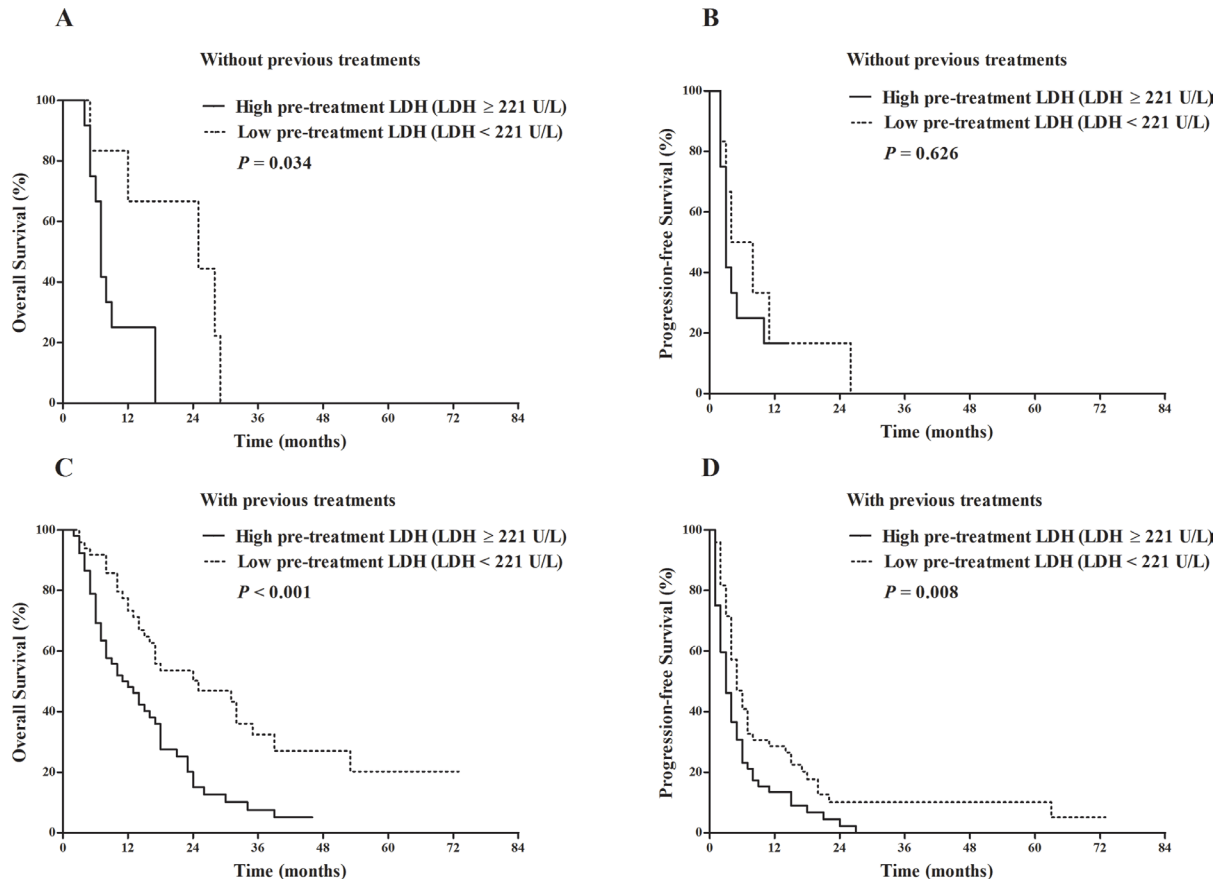 A
Without previous treatments
High pre-treatment LDH (LDH ≥ 221 U/L)
Low pre-treatment LDH (LDH < 221 U/L)
P = 0.034
Overall Survival (%)
100
80
60
40
20
0
0 12 24 36 48 60 72 84
Time (months)
B
Without previous treatments
High pre-treatment LDH (LDH ≥ 221 U/L)
Low pre-treatment LDH (LDH < 221 U/L)
P = 0.626
Progression-free Survival (%)
100
80
60
40
20
0
0 12 24 36 48 60 72 84
Time (months)
C
With previous treatments
High pre-treatment LDH (LDH ≥ 221 U/L)
Low pre-treatment LDH (LDH < 221 U/L)
P < 0.001
Overall Survival (%)
100
80
60
40
20
0
0 12 24 36 48 60 72 84
Time (months)
D
With previous treatments
High pre-treatment LDH (LDH ≥ 221 U/L)
Low pre-treatment LDH (LDH < 221 U/L)
P = 0.008
Progression-free Survival (%)
100
80
60
40
20
0
0 12 24 36 48 60 72 84
Time (months)